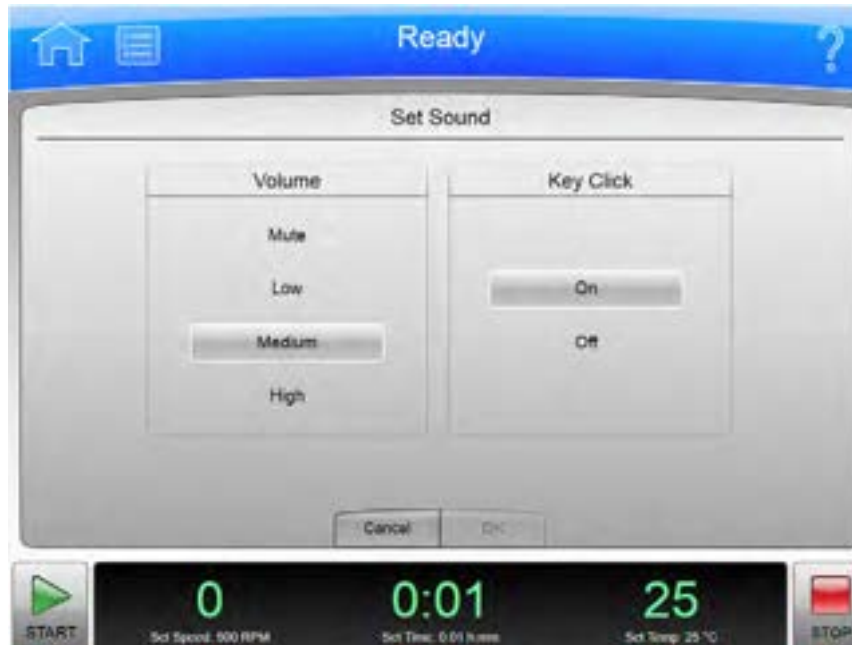 Ready
Set Sound
Volume
Key Click
Mute
Low
On
Medium
Off
High
Cancel
OK
START
0
0:01
25
STOP
Set Speed: 500 RPM
Set Time: 0:01 h:mm
Set Temp: 25 °C